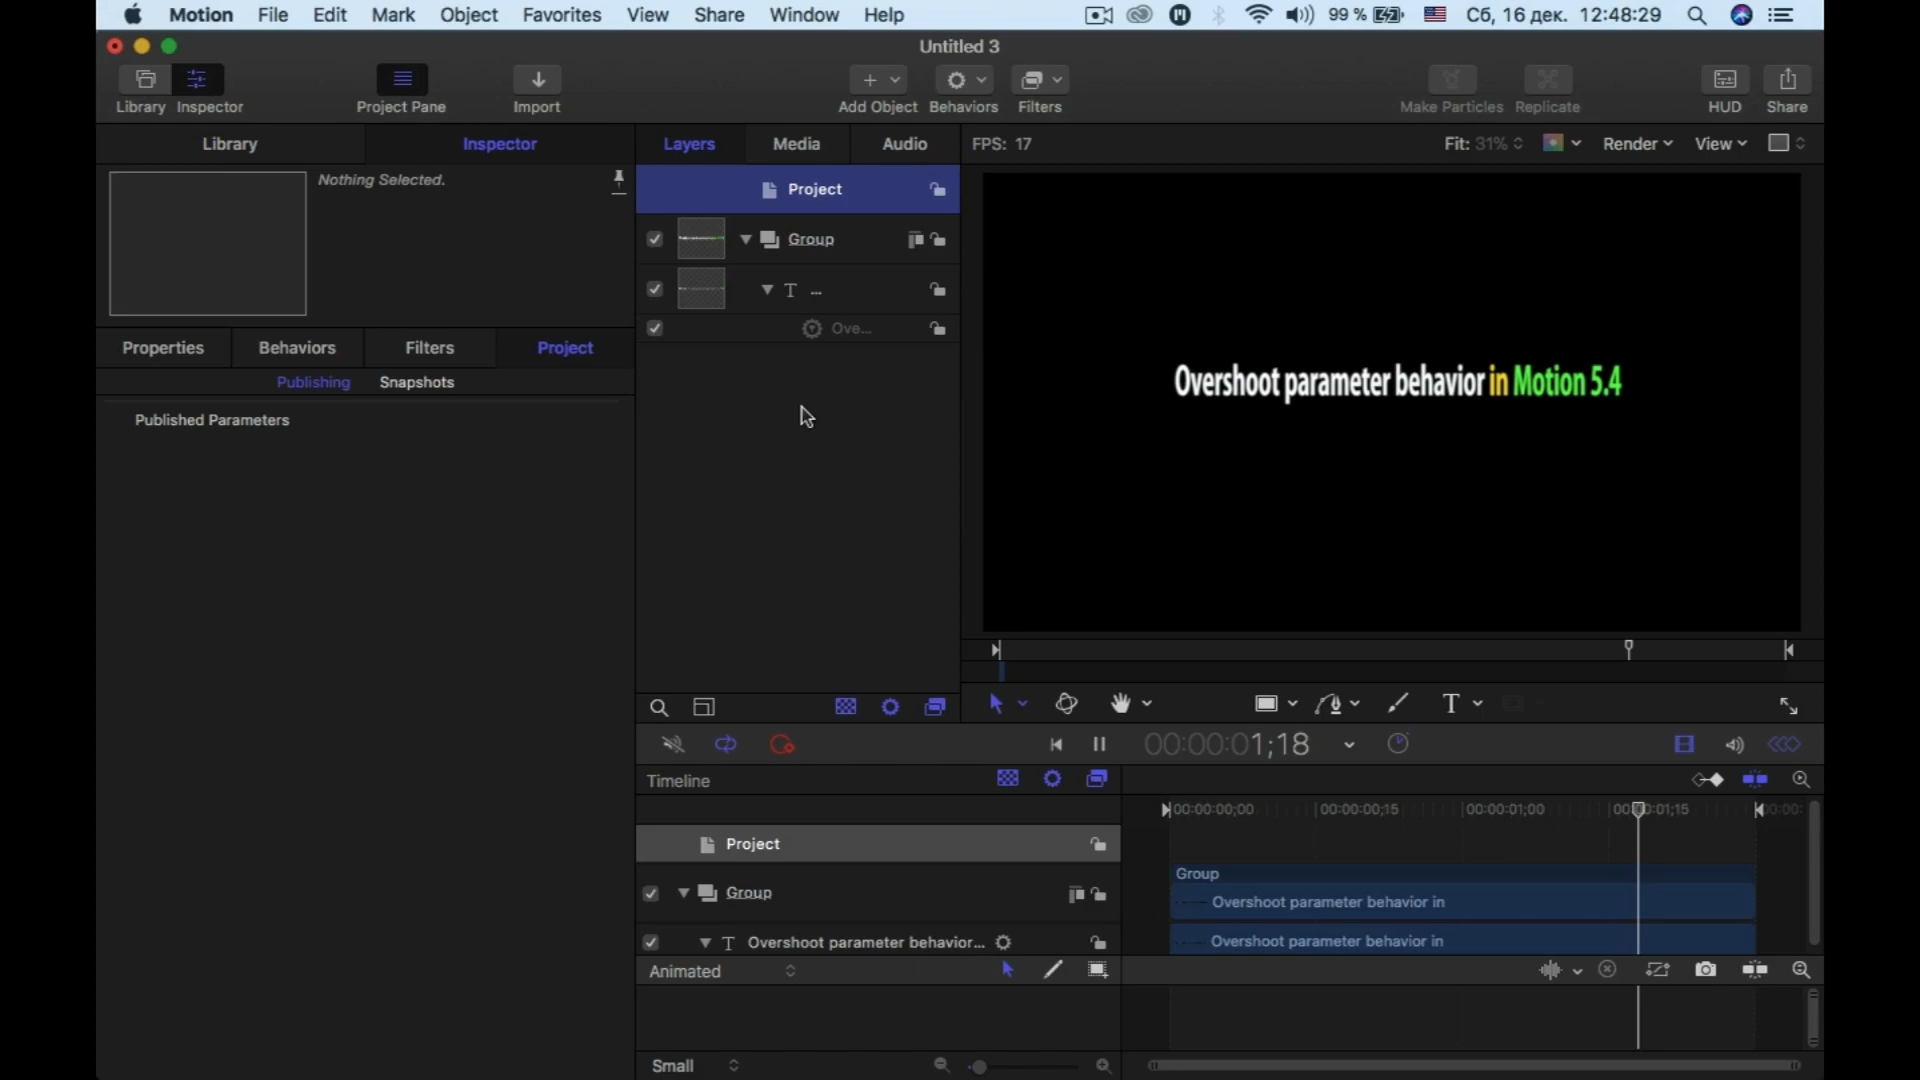 Motion File Edit Mark Object Favorites View Share Window Help 99 % Сб, 16 дек. 12:48:29
Untitled 3
Library Inspector Project Pane Import Add Object Behaviors Filters Make Particles Replicate HUD Share
Library Inspector Layers Media Audio FPS: 17 Fit: 31% Render View
Nothing Selected.
Project
Group
T ...
Ove...
Properties Behaviors Filters Project
Publishing Snapshots
Published Parameters
Overshoot parameter behavior in Motion 5.4
T
00:00:01;18
Timeline
00:00:00;00 00:00:00;15 00:00:01;00
Project
Group
Group
Overshoot parameter behavior in
T Overshoot parameter behavior...
Overshoot parameter behavior in
Animated
Small